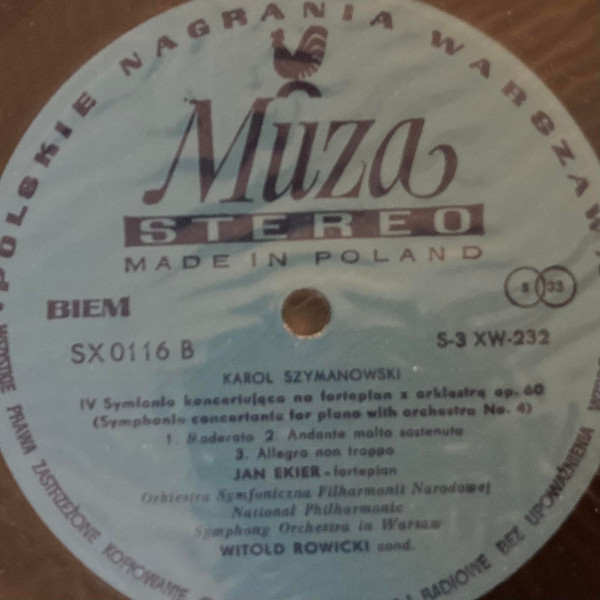 POLSKIE NAGRANIA WARSZAWA
Muza
STEREO
MADE IN POLAND
BIEM
S 33
SX 0116 B
S-3 XW-232
KAROL SZYMANOWSKI
IV Symfonia koncertująca na fortepian z orkiestrą op. 60
(Symphonie concertante for piano with orchestra No. 4)
1. Moderato 2. Andante molto sostenuto
3. Allegro non troppo
JAN EKIER - fortepian
Orkiestra Symfoniczna Filharmonii Narodowej
National Philharmonic
Symphony Orchestra in Warsaw
WITOLD ROWICKI cond.
WSZYSTKIE PRAWA ZASTRZEŻONE KOPIOWANIE
RADIOWE BEZ UPOWAŻNIENIA